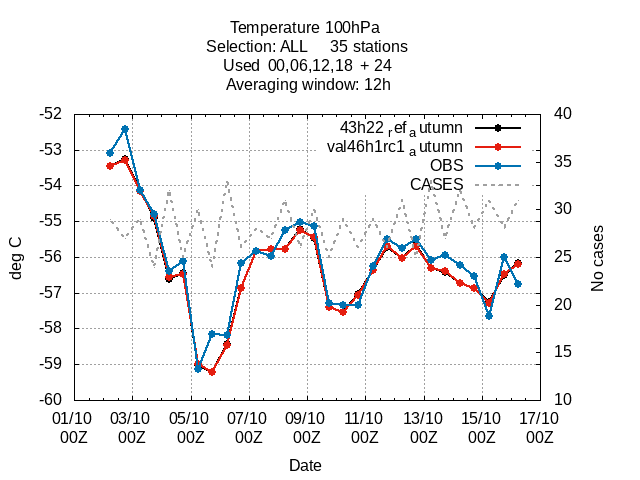 Temperature 100hPa
Selection: ALL 35 stations
Used 00,06,12,18 + 24
Averaging window: 12h
43h22 refa utumn
val46h1rc1 a utumn
OBS
CASES
-52
-53
-54
-55
-56
-57
-58
-59
-60
40
35
30
25
20
15
10
deg C
No cases
01/10 03/10 05/10 07/10 09/10 11/10 13/10 15/10 17/10
00Z 00Z 00Z 00Z 00Z 00Z 00Z 00Z 00Z
Date